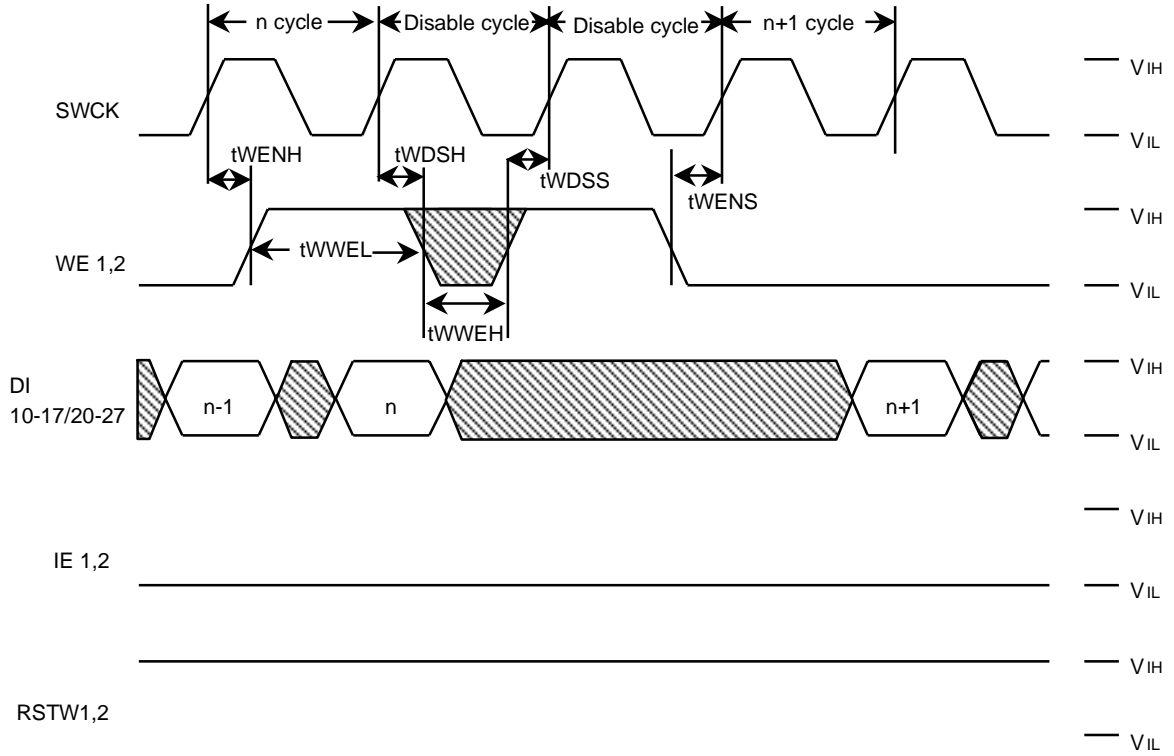 n cycle Disable cycle Disable cycle n+1 cycle
VIH
SWCK
VIL
tWENH tWDSH tWDSS tWENS
VIH
tWWEL
WE 1,2
VIL
tWWEH
VIH
DI
10-17/20-27
n-1 n n+1
VIL
VIH
IE 1,2
VIL
VIH
RSTW1,2
VIL